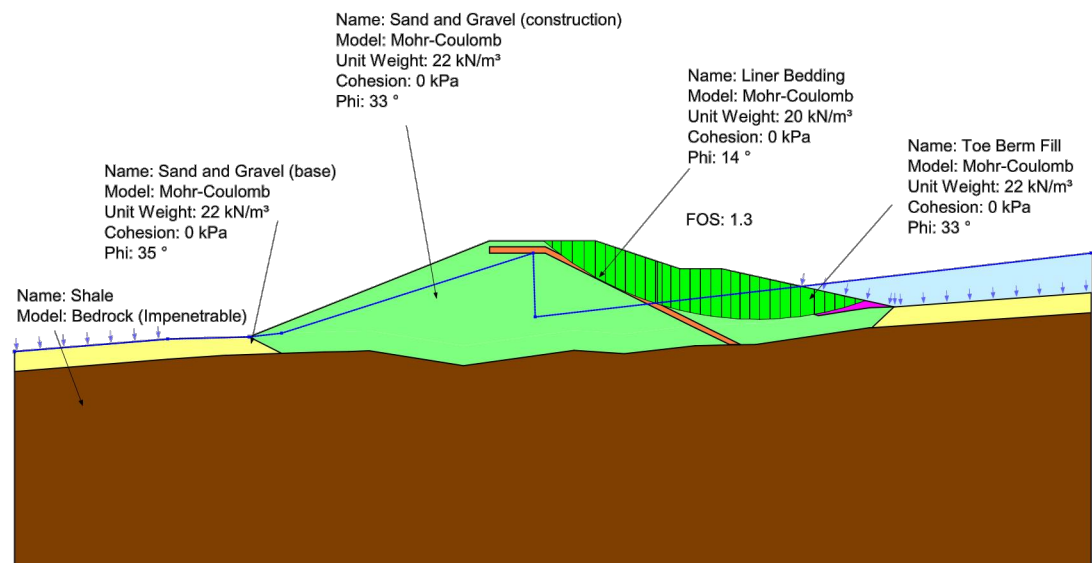 Name: Sand and Gravel (construction)
Model: Mohr-Coulomb
Unit Weight: 22 kN/m³
Cohesion: 0 kPa
Phi: 33 °
Name: Liner Bedding
Model: Mohr-Coulomb
Unit Weight: 20 kN/m³
Cohesion: 0 kPa
Phi: 14 °
Name: Toe Berm Fill
Model: Mohr-Coulomb
Unit Weight: 22 kN/m³
Cohesion: 0 kPa
Phi: 33 °
Name: Sand and Gravel (base)
Model: Mohr-Coulomb
Unit Weight: 22 kN/m³
Cohesion: 0 kPa
Phi: 35 °
FOS: 1.3
Name: Shale
Model: Bedrock (Impenetrable)